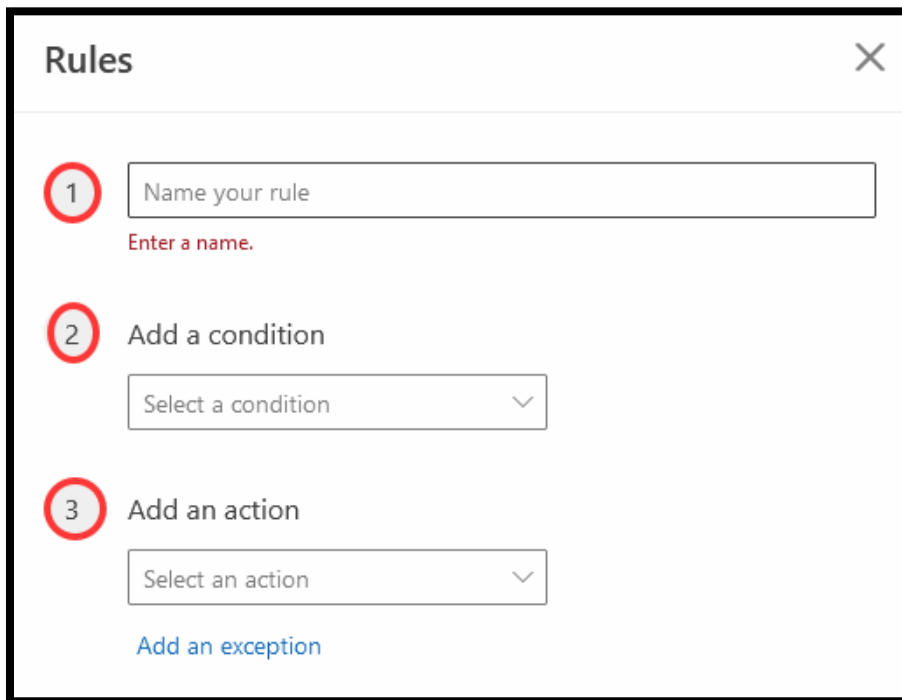 Rules
1 Name your rule
Enter a name.
2 Add a condition
Select a condition
3 Add an action
Select an action
Add an exception